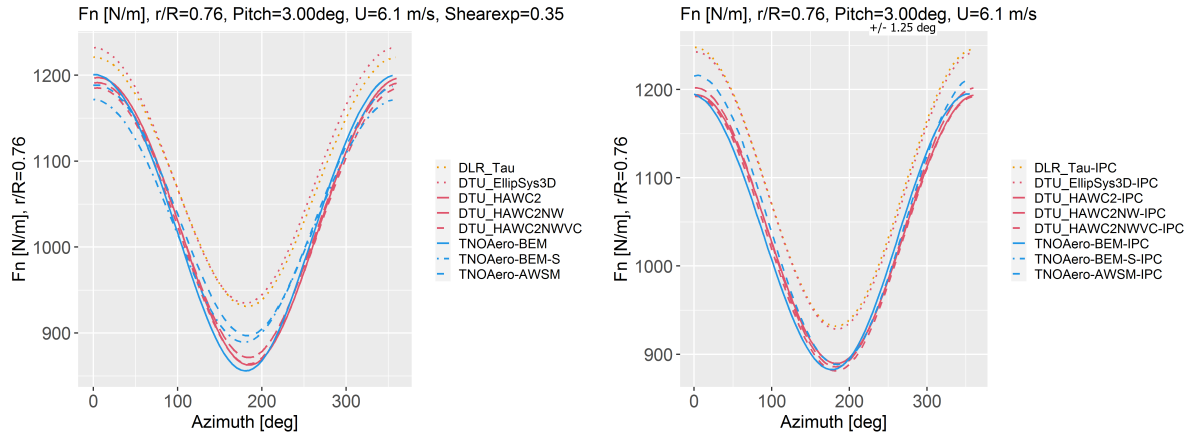 Fn [N/m], r/R=0.76, Pitch=3.00deg, U=6.1 m/s, Shearexp=0.35
Fn [N/m], r/R=0.76
1200
1100
1000
900
0
100
200
300
Azimuth [deg]
DLR_Tau
DTU_EllipSys3D
DTU_HAWC2
DTU_HAWC2NW
DTU_HAWC2NWVC
TNOAero-BEM
TNOAero-BEM-S
TNOAero-AWSM
Fn [N/m], r/R=0.76, Pitch=3.00deg, U=6.1 m/s
+/- 1.25 deg
Fn [N/m], r/R=0.76
1200
1100
1000
900
0
100
200
300
Azimuth [deg]
DLR_Tau-IPC
DTU_EllipSys3D-IPC
DTU_HAWC2-IPC
DTU_HAWC2NW-IPC
DTU_HAWC2NWVC-IPC
TNOAero-BEM-IPC
TNOAero-BEM-S-IPC
TNOAero-AWSM-IPC